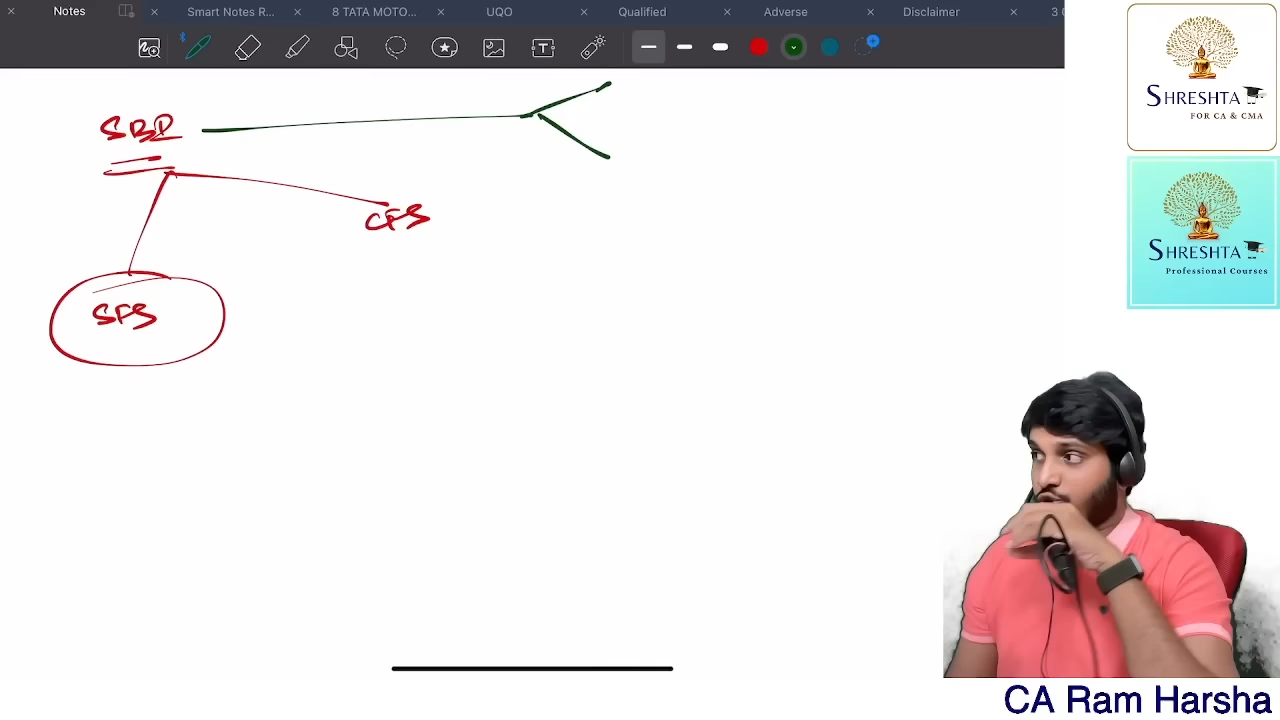 Notes
Smart Notes R...
8 TATA MOTO...
UQO
Qualified
Adverse
Disclaimer
SHRESHTA
FOR CA & CMA
SHRESHTA
Professional Courses
CFS
SFS
CA Ram Harsha